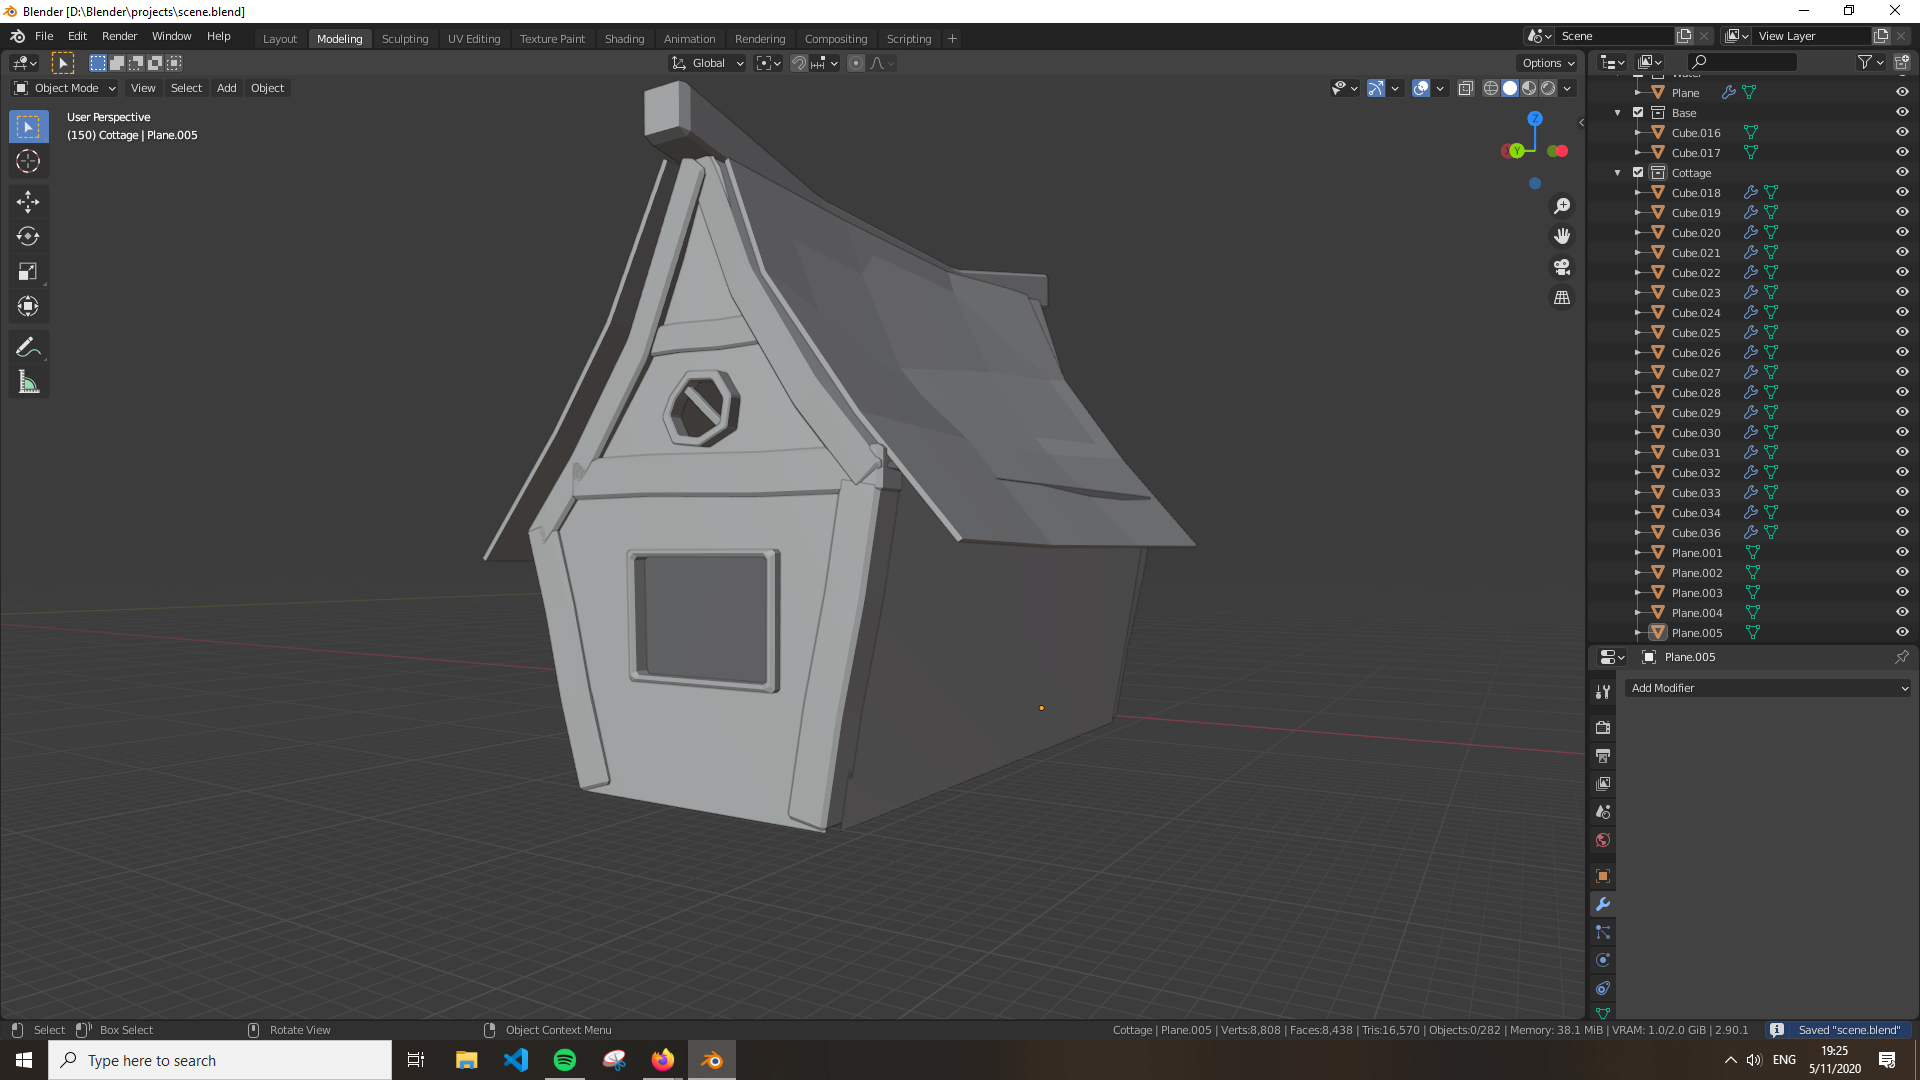 Blender [D:\Blender\projects\scene.blend]
File Edit Render Window Help Layout Modeling Sculpting UV Editing Texture Paint Shading Animation Rendering Compositing Scripting Scene View Layer
Global Options
Object Mode View Select Add Object
User Perspective
(150) Cottage | Plane.005
Z
Y
Water
Plane
Base
Cube.016
Cube.017
Cottage
Cube.018
Cube.019
Cube.020
Cube.021
Cube.022
Cube.023
Cube.024
Cube.025
Cube.026
Cube.027
Cube.028
Cube.029
Cube.030
Cube.031
Cube.032
Cube.033
Cube.034
Cube.036
Plane.001
Plane.002
Plane.003
Plane.004
Plane.005
Plane.005
Add Modifier
Select Box Select Rotate View Object Context Menu Cottage | Plane.005 | Verts:8,808 | Faces:8,438 | Tris:16,570 | Objects:0/282 | Memory: 38.1 MiB | VRAM: 1.0/2.0 GiB | 2.90.1 Saved "scene.blend"
Type here to search ENG 19:25
5/11/2020